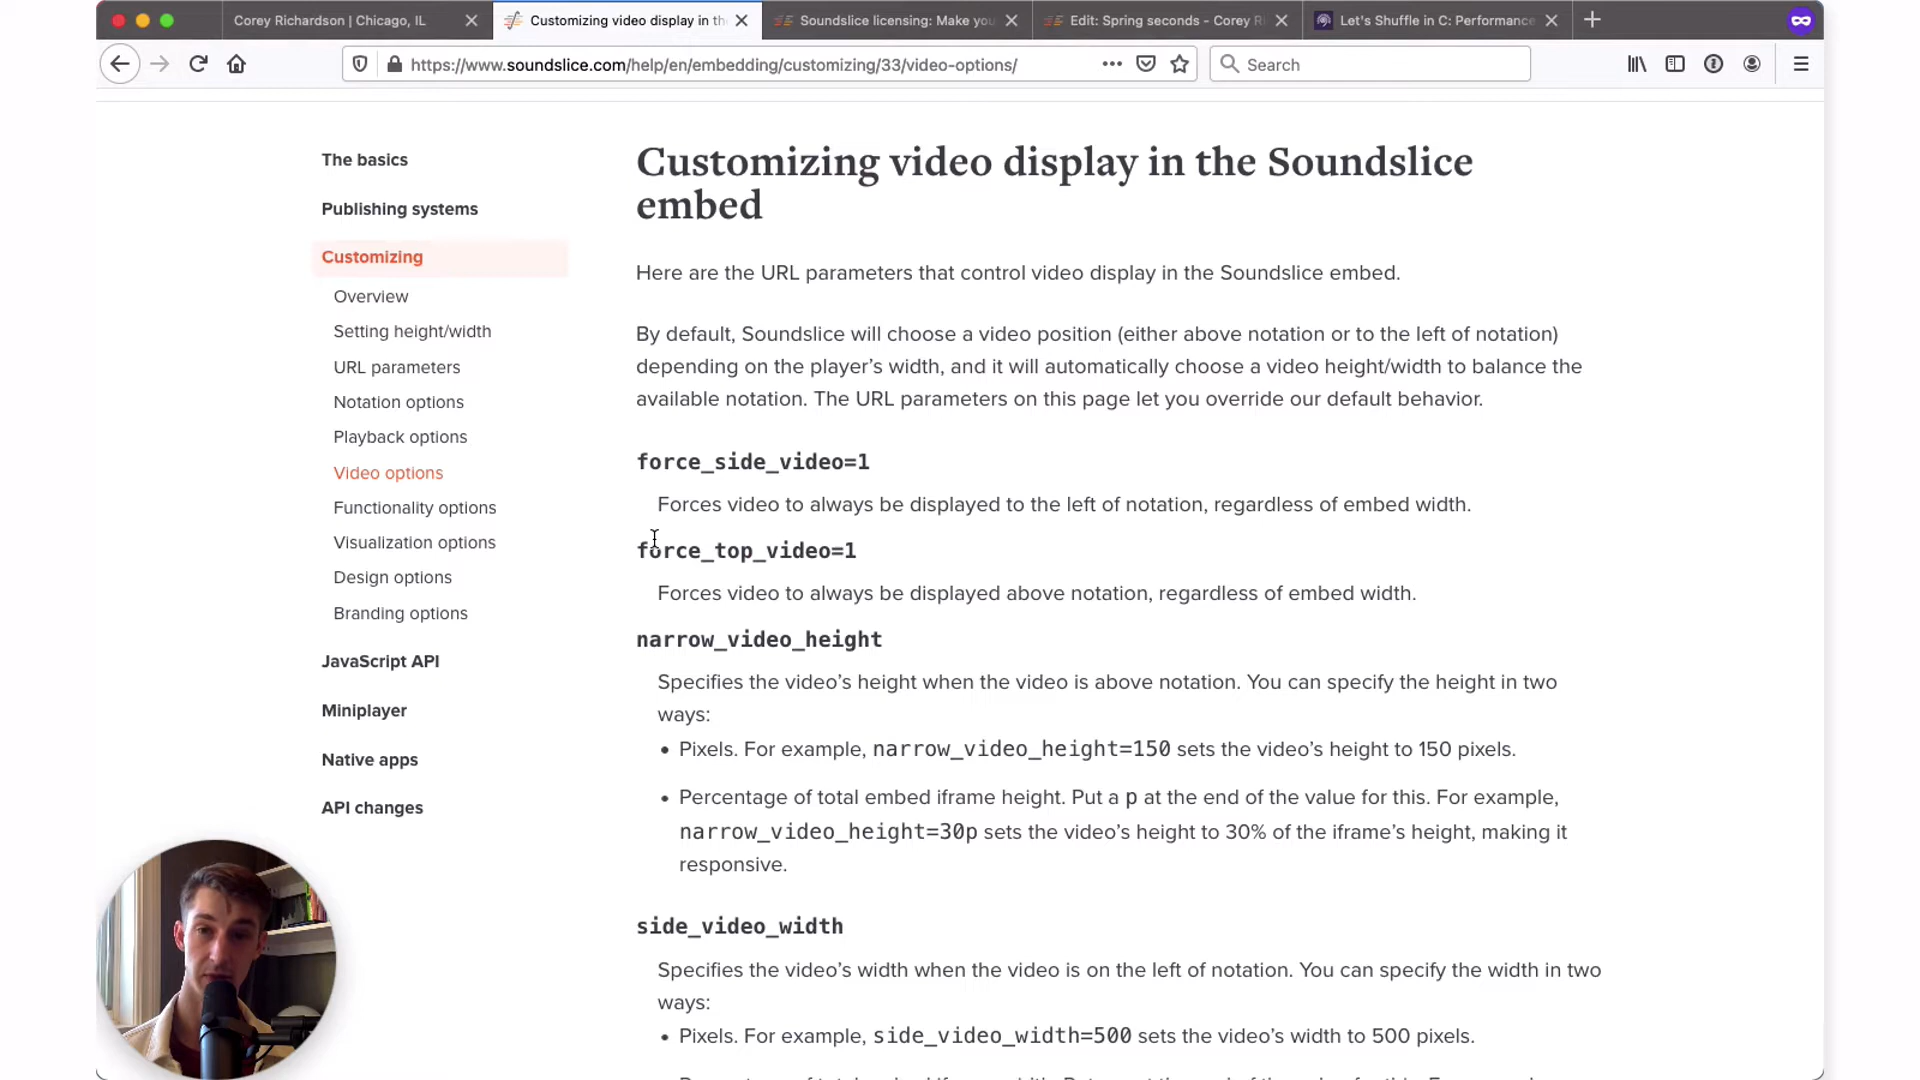 Corey Richardson | Chicago, IL
Customizing video display in th
Soundslice licensing: Make you
Edit: Spring seconds - Corey R
Let's Shuffle in C: Performance
https://www.soundslice.com/help/en/embedding/customizing/33/video-options/
Search
The basics
Publishing systems
Customizing
Overview
Setting height/width
URL parameters
Notation options
Playback options
Video options
Functionality options
Visualization options
Design options
Branding options
JavaScript API
Miniplayer
Native apps
API changes
Customizing video display in the Soundslice
embed
Here are the URL parameters that control video display in the Soundslice embed.
By default, Soundslice will choose a video position (either above notation or to the left of notation)
depending on the player’s width, and it will automatically choose a video height/width to balance the
available notation. The URL parameters on this page let you override our default behavior.
force_side_video=1
Forces video to always be displayed to the left of notation, regardless of embed width.
force_top_video=1
Forces video to always be displayed above notation, regardless of embed width.
narrow_video_height
Specifies the video’s height when the video is above notation. You can specify the height in two
ways:
• Pixels. For example, narrow_video_height=150 sets the video’s height to 150 pixels.
• Percentage of total embed iframe height. Put a p at the end of the value for this. For example,
narrow_video_height=30p sets the video’s height to 30% of the iframe’s height, making it
responsive.
side_video_width
Specifies the video’s width when the video is on the left of notation. You can specify the width in two
ways:
• Pixels. For example, side_video_width=500 sets the video’s width to 500 pixels.